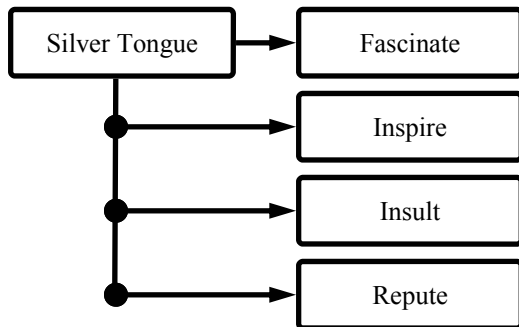 Silver Tongue
Fascinate
Inspire
Insult
Repute